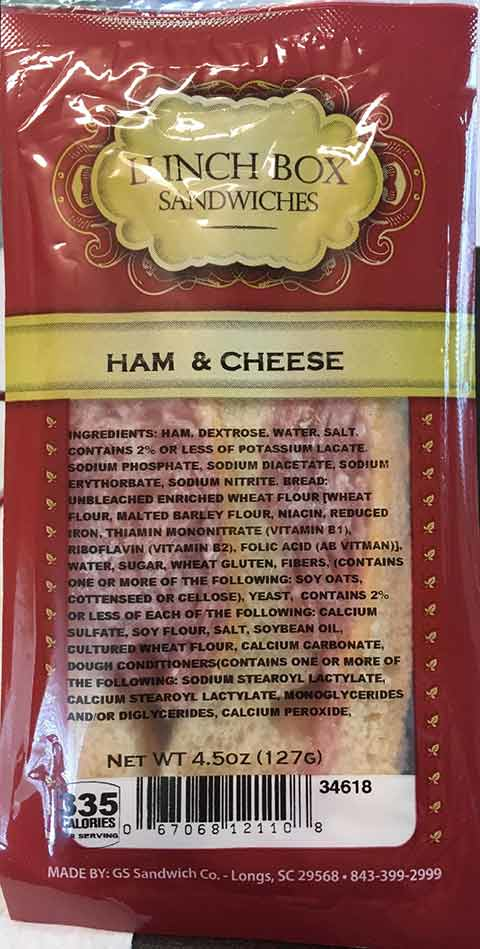 LUNCH BOX
SANDWICHES
HAM & CHEESE
INGREDIENTS: HAM, DEXTROSE, WATER, SALT.
CONTAINS 2% OR LESS OF POTASSIUM LACATE.
SODIUM PHOSPHATE, SODIUM DIACETATE, SODIUM
ERYTHORBATE, SODIUM NITRITE. BREAD:
UNBLEACHED ENRICHED WHEAT FLOUR [WHEAT
FLOUR, MALTED BARLEY FLOUR, NIACIN, REDUCED
IRON, THIAMIN MONONITRATE (VITAMIN B1),
RIBOFLAVIN (VITAMIN B2), FOLIC ACID (AB VITMAN)],
WATER, SUGAR, WHEAT GLUTEN, FIBERS, (CONTAINS
ONE OR MORE OF THE FOLLOWING: SOY OATS,
COTTENSEED OR CELLOSE), YEAST, CONTAINS 2%
OR LESS OF EACH OF THE FOLLOWING: CALCIUM
SULFATE, SOY FLOUR, SALT, SOYBEAN OIL,
CULTURED WHEAT FLOUR, CALCIUM CARBONATE,
DOUGH CONDITIONERS(CONTAINS ONE OR MORE OF
THE FOLLOWING: SODIUM STEAROYL LACTYLATE,
CALCIUM STEAROYL LACTYLATE, MONOGLYCERIDES
AND/OR DIGLYCERIDES, CALCIUM PEROXIDE,
NET WT 4.5OZ (127G)
34618
335
CALORIES
SERVING
0 67068 12110 8
MADE BY: GS Sandwich Co. - Longs, SC 29568 • 843-399-2999